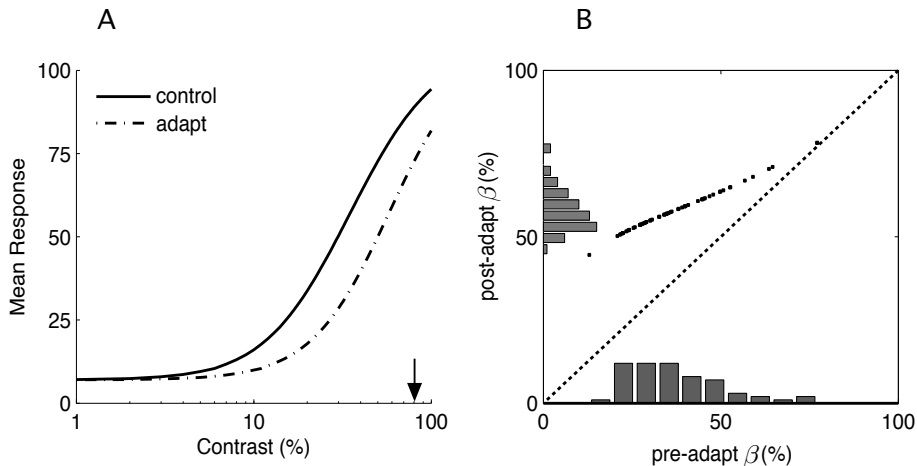 A
100
75
50
25
0
Mean Response
control
adapt
1
10
100
Contrast (%)
B
100
50
0
post-adapt β(%)
0
50
100
pre-adapt β(%)